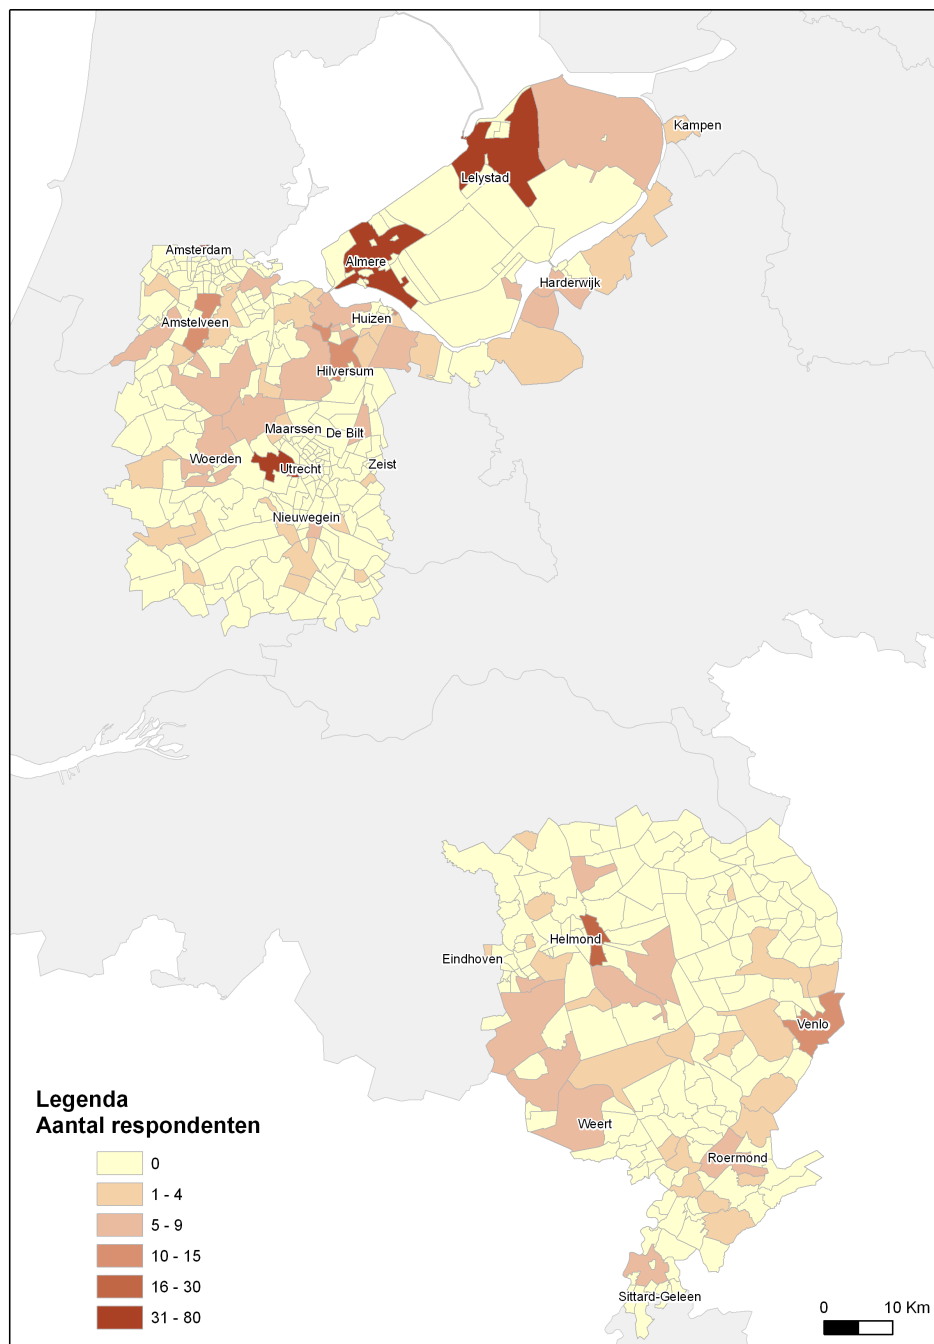 Kampen
Lelystad
Amsterdam
Almere
Harderwijk
Amstelveen
Huizen
Hilversum
Maarssen
De Bilt
Woerden
Utrecht
Zeist
Nieuwegein
Helmond
Eindhoven
Venlo
Weert
Roermond
Sittard-Geleen
Legenda
Aantal respondenten
0
1 - 4
5 - 9
10 - 15
16 - 30
31 - 80
0 10 Km